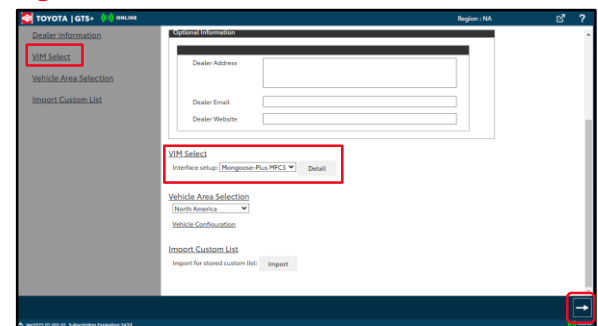 TOYOTA | GTS+ ONLINE Region : NA ?
Dealer Information
VIM Select
Vehicle Area Selection
Import Custom List
Optional Information
Dealer Address
Dealer Email
Dealer Website
VIM Select
Interface setup: Mongoose-Plus MFC3 Detail
Vehicle Area Selection
North America
Vehicle Configuration
Import Custom List
Import for stored custom list: Import
Subscription Expiration